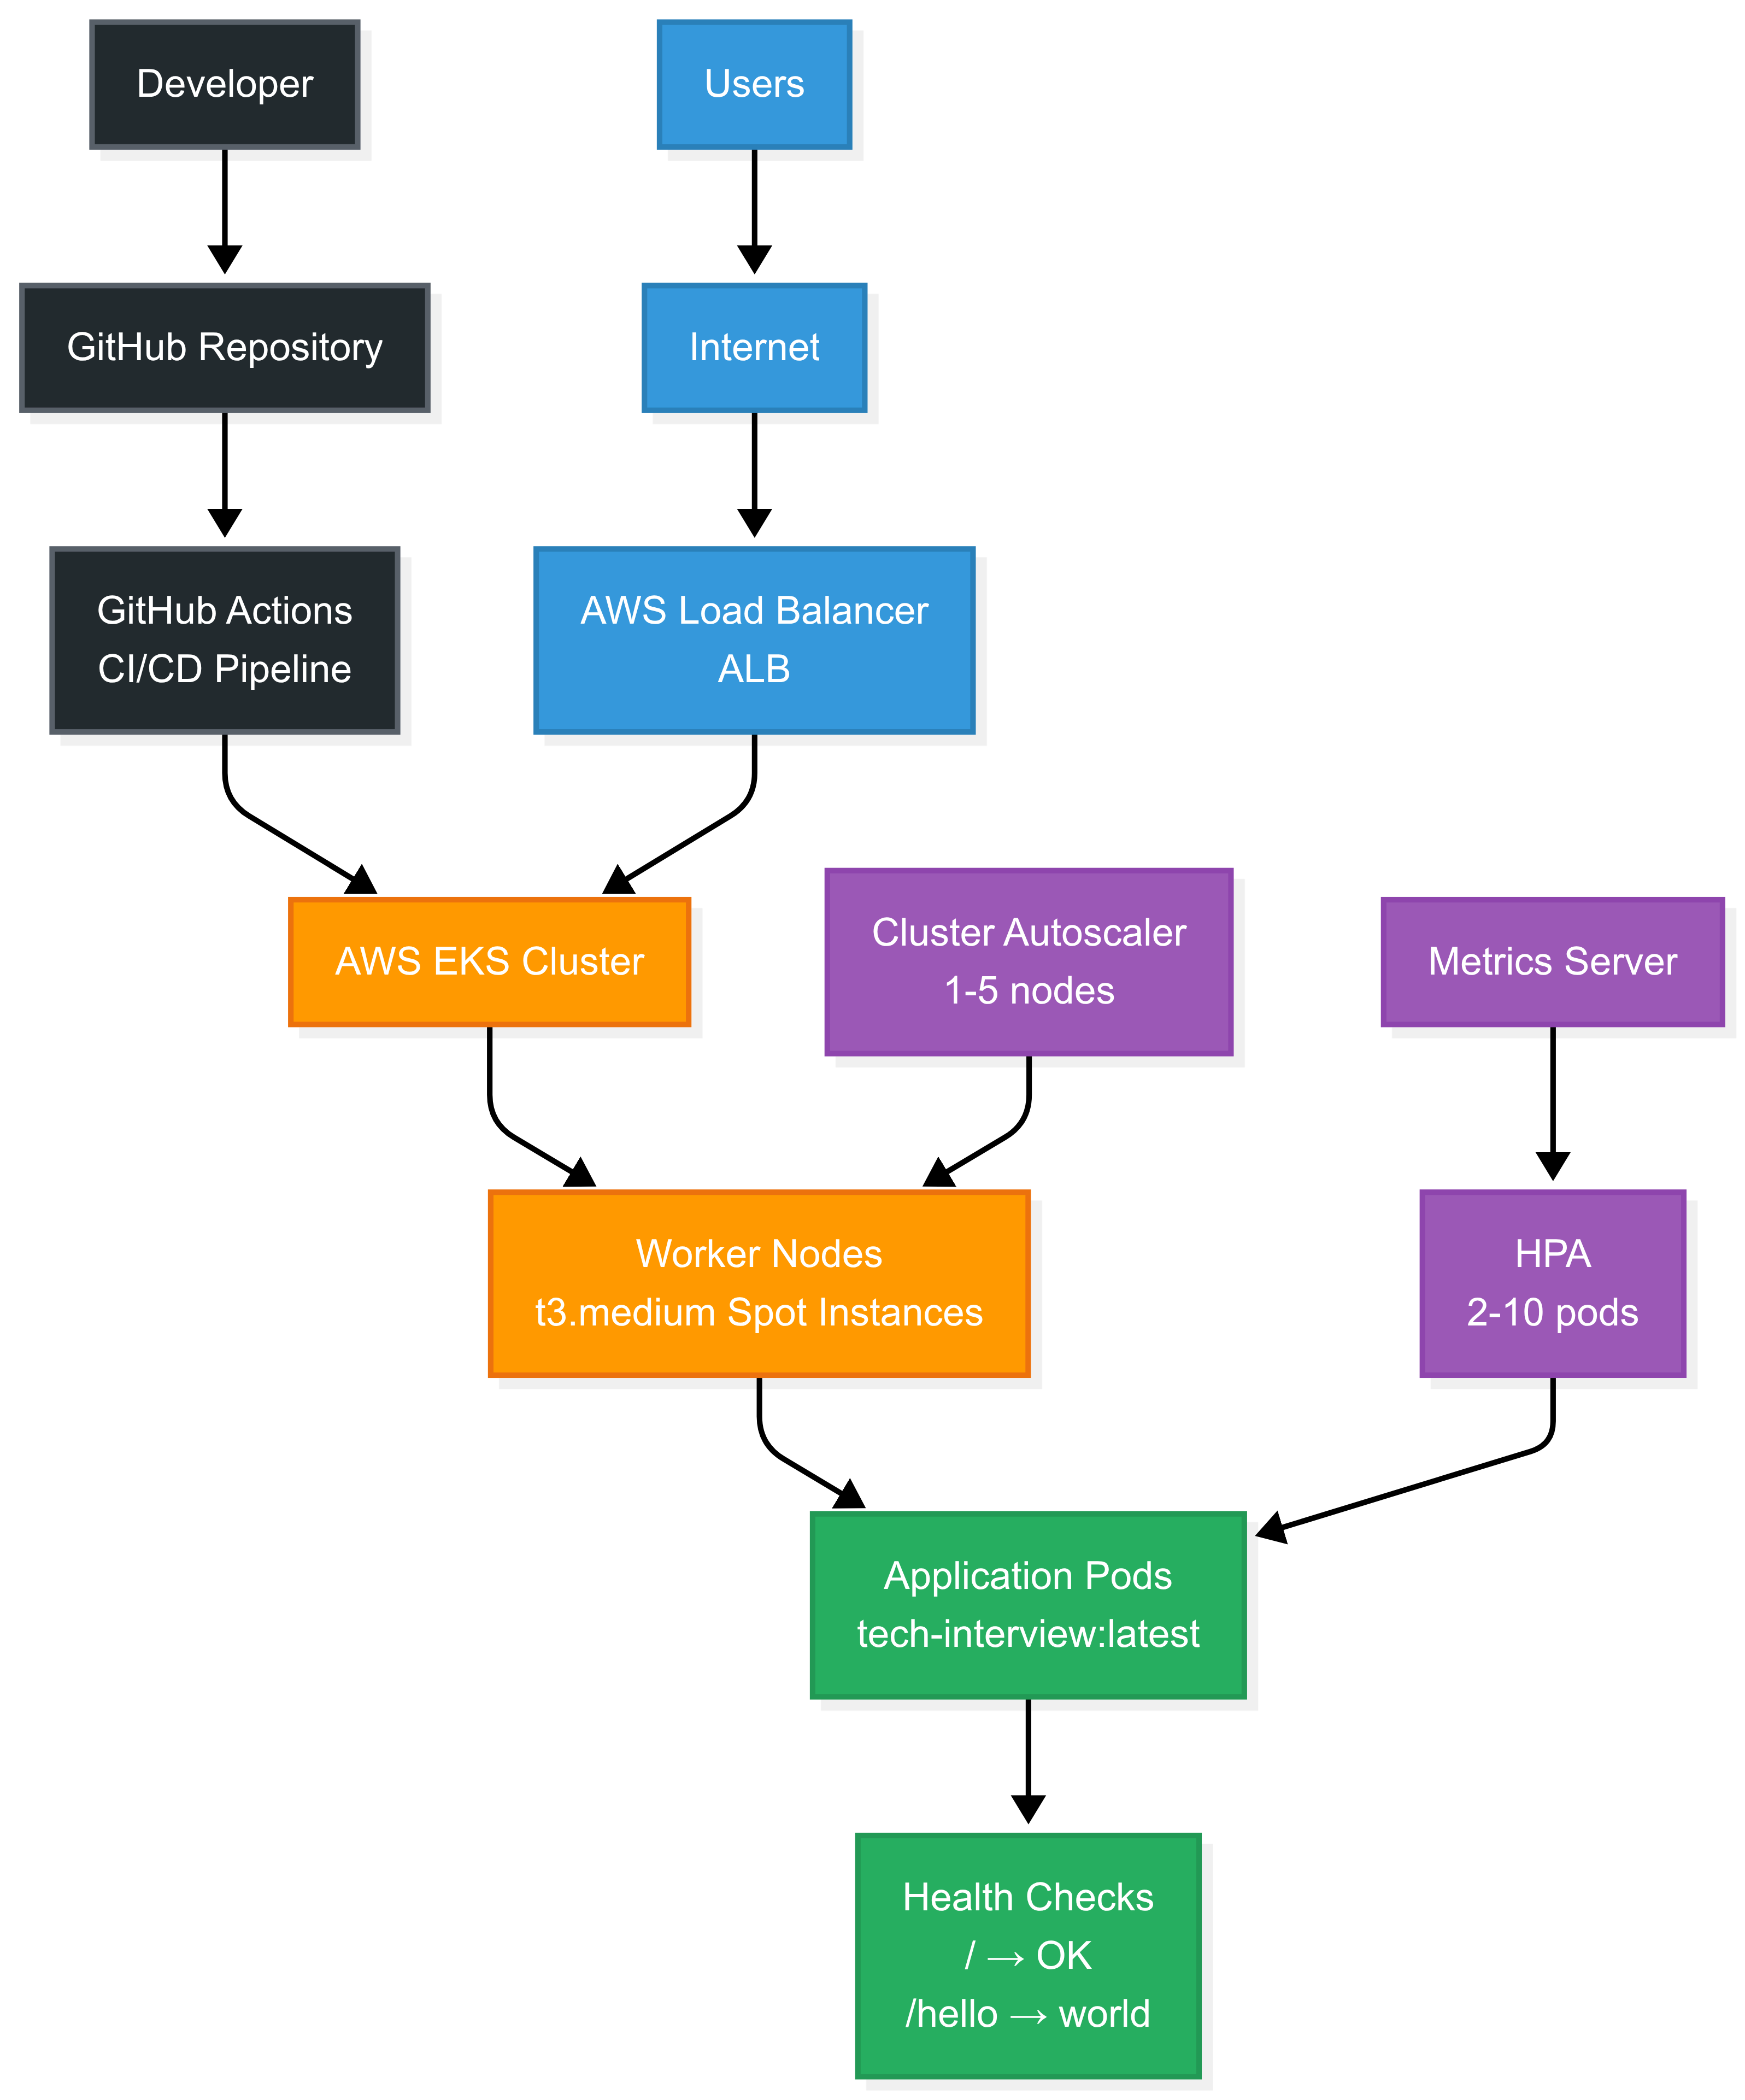 Developer
Users
GitHub Repository
Internet
GitHub Actions
CI/CD Pipeline
AWS Load Balancer
ALB
AWS EKS Cluster
Cluster Autoscaler
1-5 nodes
Metrics Server
Worker Nodes
t3.medium Spot Instances
HPA
2-10 pods
Application Pods
tech-interview:latest
Health Checks
/ → OK
/hello → world